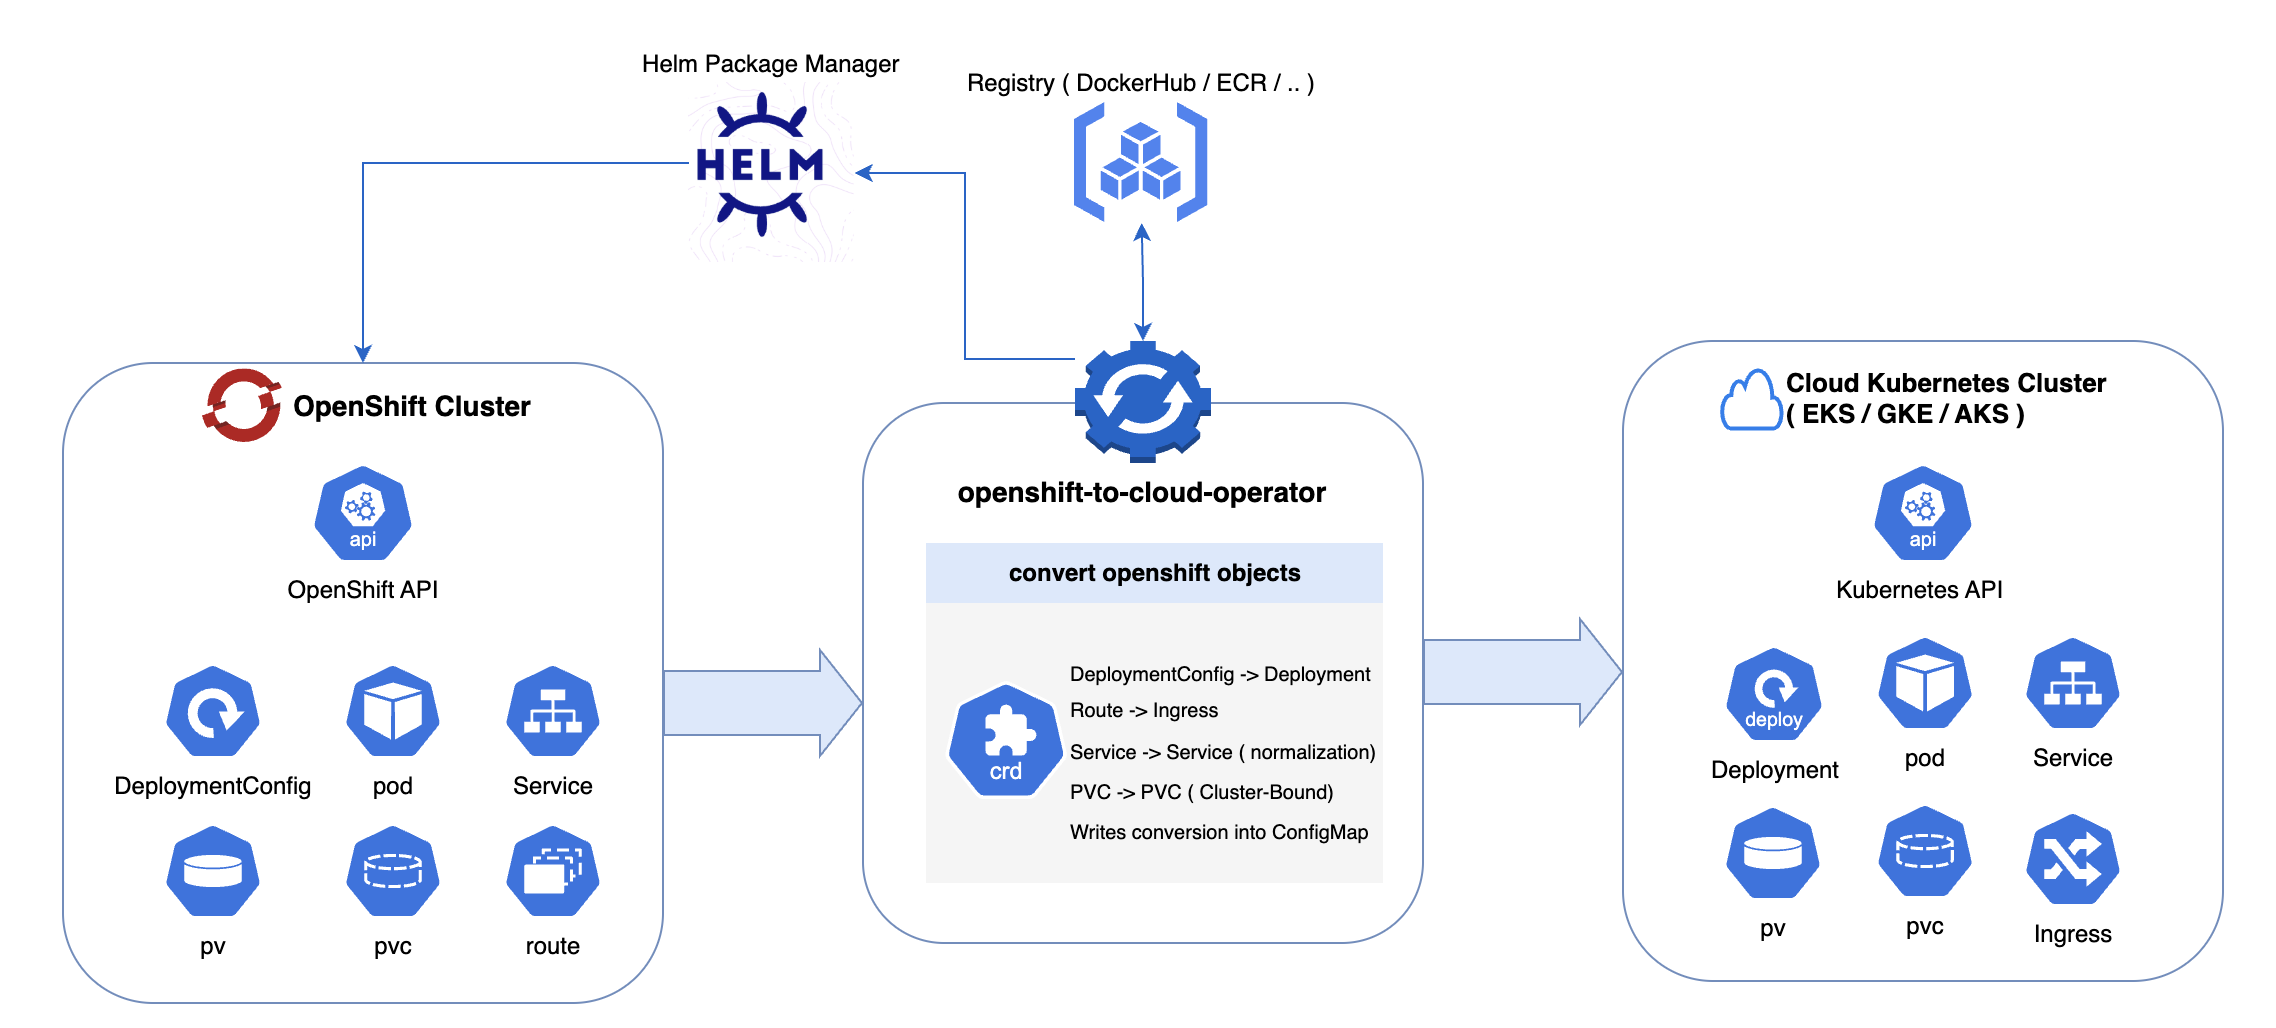 Helm Package Manager
HELM
Registry ( DockerHub / ECR / .. )
OpenShift Cluster
api
OpenShift API
DeploymentConfig
pod
Service
pv
pvc
route
openshift-to-cloud-operator
convert openshift objects
crd
DeploymentConfig -> Deployment
Route -> Ingress
Service -> Service ( normalization)
PVC -> PVC ( Cluster-Bound)
Writes conversion into ConfigMap
Cloud Kubernetes Cluster
( EKS / GKE / AKS )
api
Kubernetes API
deploy
Deployment
pod
Service
pv
pvc
Ingress